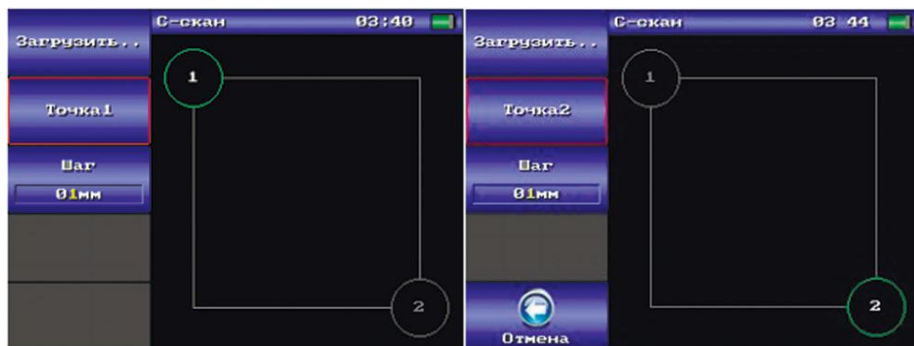 С-скан 03:40
Загрузить..
1
Точка1
Шаг
01мм
2
С-скан 03 44
Загрузить..
1
Точка2
Шаг
01мм
2
Отмена